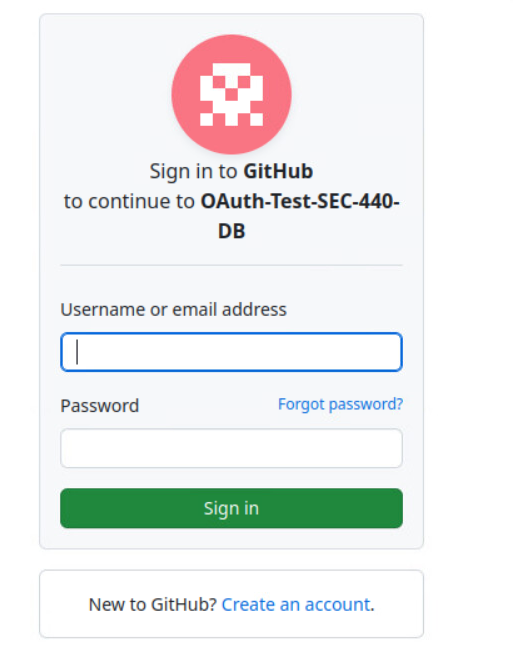 Sign in to GitHub
to continue to OAuth-Test-SEC-440-
DB
Username or email address
Password
Forgot password?
Sign in
New to GitHub? Create an account.